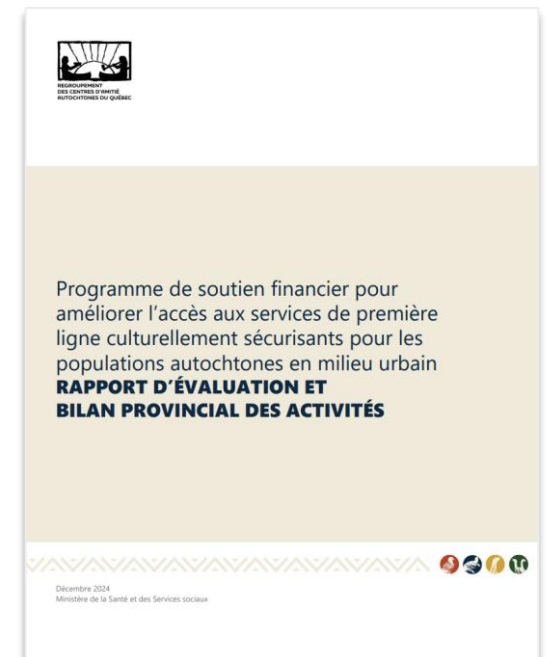 REGROUPEMENT
DES CENTRES D'AMITIÉ
AUTOCHTONES DU QUÉBEC
Programme de soutien financier pour
améliorer l'accès aux services de première
ligne culturellement sécurisants pour les
populations autochtones en milieu urbain
RAPPORT D'ÉVALUATION ET
BILAN PROVINCIAL DES ACTIVITÉS
Décembre 2024
Ministère de la Santé et des Services sociaux